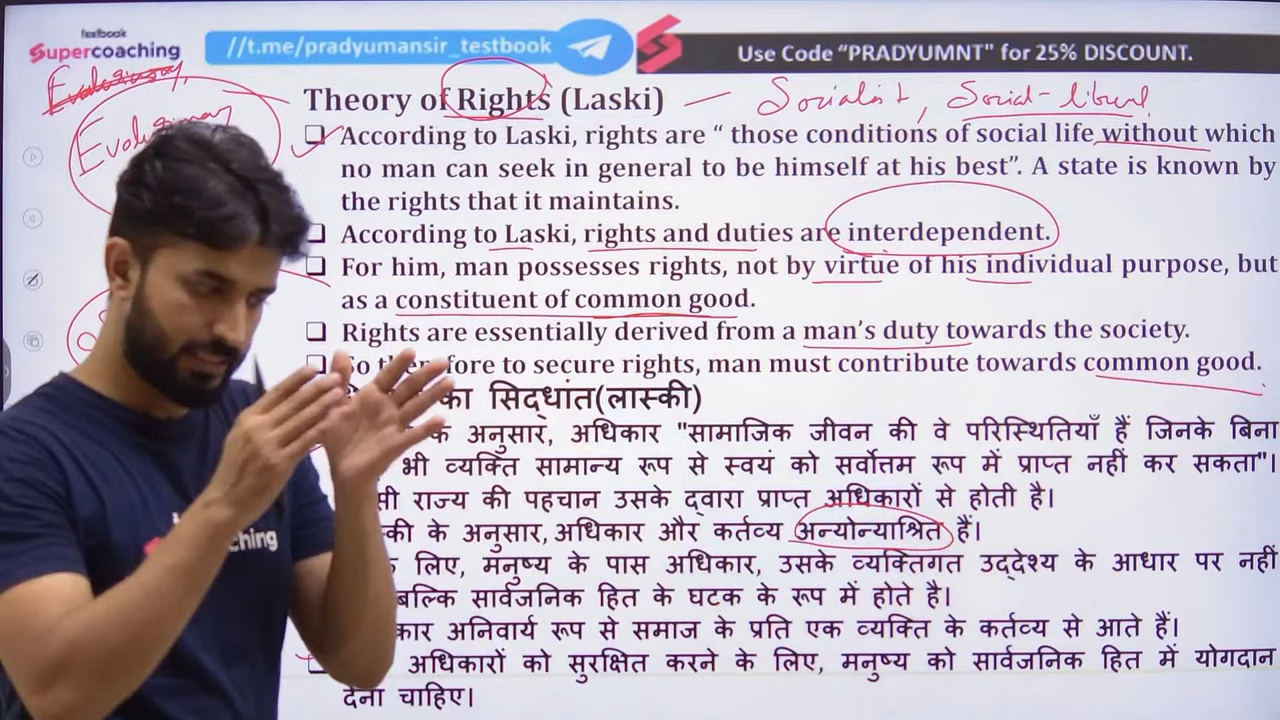 testbook
Supercoaching
//t.me/pradyumansir_testbook
Use Code “PRADYUMNT" for 25% DISCOUNT.
Evolusinary
Theory of Rights (Laski) — Socialist, Social-liberal
According to Laski, rights are “ those conditions of social life without which
no man can seek in general to be himself at his best”. A state is known by
the rights that it maintains.
According to Laski, rights and duties are interdependent.
For him, man possesses rights, not by virtue of his individual purpose, but
as a constituent of common good.
Rights are essentially derived from a man’s duty towards the society.
So therefore to secure rights, man must contribute towards common good.
का सिद्धांत(लास्की)
के अनुसार, अधिकार "सामाजिक जीवन की वे परिस्थितियाँ हैं जिनके बिना
भी व्यक्ति सामान्य रूप से स्वयं को सर्वोत्तम रूप में प्राप्त नहीं कर सकता"।
राज्य की पहचान उसके द्वारा प्राप्त अधिकारों से होती है।
के अनुसार, अधिकार और कर्तव्य अन्योन्याश्रित हैं।
लिए, मनुष्य के पास अधिकार, उसके व्यक्तिगत उद्देश्य के आधार पर नहीं
बल्कि सार्वजनिक हित के घटक के रूप में होते है।
अनिवार्य रूप से समाज के प्रति एक व्यक्ति के कर्तव्य से आते हैं।
अधिकारों को सुरक्षित करने के लिए, मनुष्य को सार्वजनिक हित में योगदान
देना चाहिए।